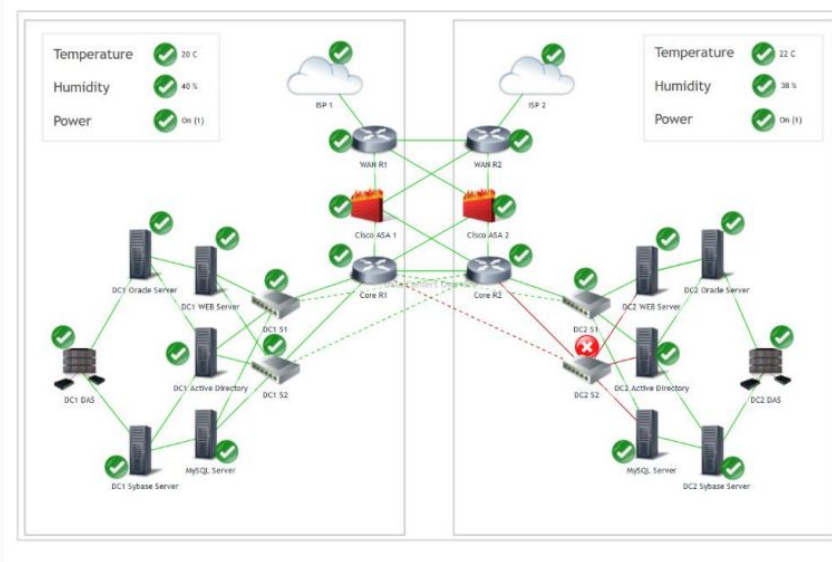 Temperature 20 C
Humidity 40 %
Power On (1)
Temperature 22 C
Humidity 38 %
Power On (1)
ISP 1
ISP 2
WAN R1
WAN R2
Cisco ASA 1
Cisco ASA 2
Core R1
Core R2
DC1 Oracle Server
DC1 WEB Server
DC1 S1
DC1 Active Directory
DC1 S2
DC1 DAS
MySQL Server
DC1 Sybase Server
DC2 WEB Server
DC2 Oracle Server
DC2 S1
DC2 Active Directory
DC2 S2
DC2 DAS
MySQL Server
DC2 Sybase Server